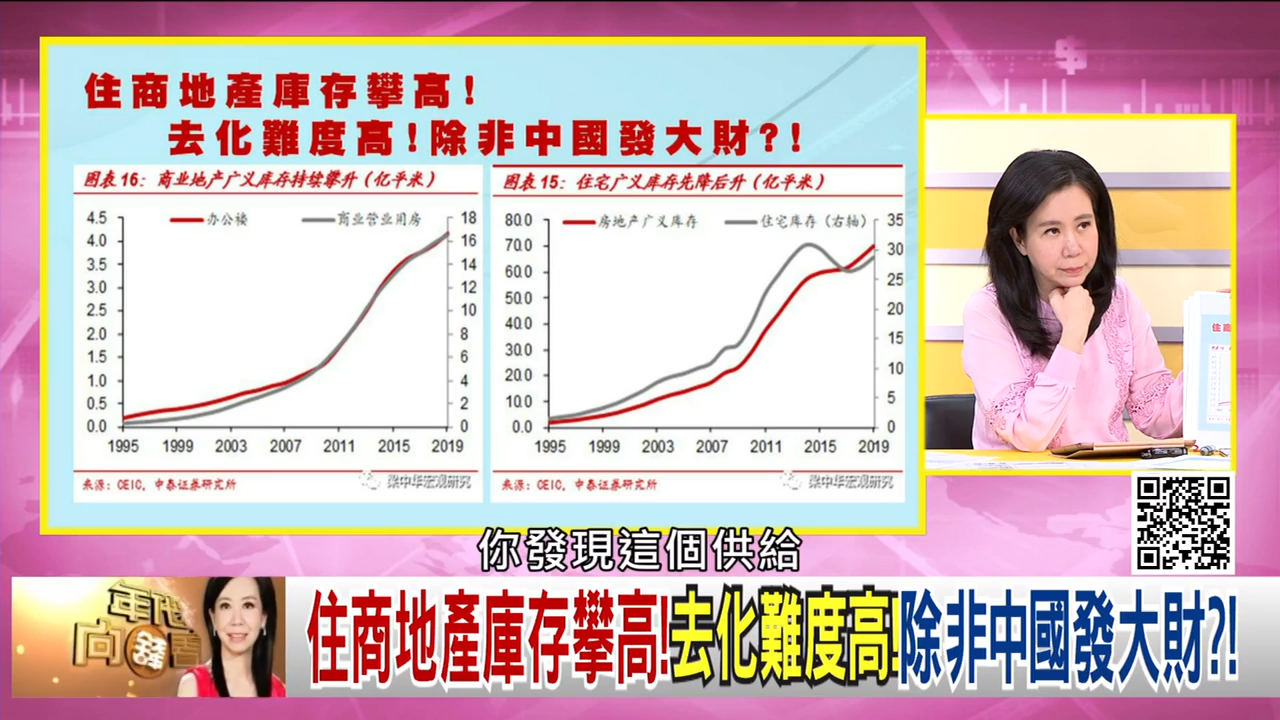 住商地產庫存攀高!
去化難度高!除非中國發大財?!
图表16：商业地产广义库存持续攀升（亿平米）
办公楼 商业营业用房
4.5
4.0
3.5
3.0
2.5
2.0
1.5
1.0
0.5
0.0
18
16
14
12
10
8
6
4
2
0
1995 1999 2003 2007 2011 2015 2019
来源：CEIC，中泰证券研究所
梁中华宏观研究
图表15：住宅广义库存先降后升（亿平米）
房地产广义库存 住宅库存（右轴）
80.0
70.0
60.0
50.0
40.0
30.0
20.0
10.0
0.0
35
30
25
20
15
10
5
0
1995 1999 2003 2007 2011 2015 2019
来源：CEIC，中泰证券研究所
梁中华宏观研究
你發現這個供給
年代
向錢看
住商地產庫存攀高!去化難度高!除非中國發大財?!